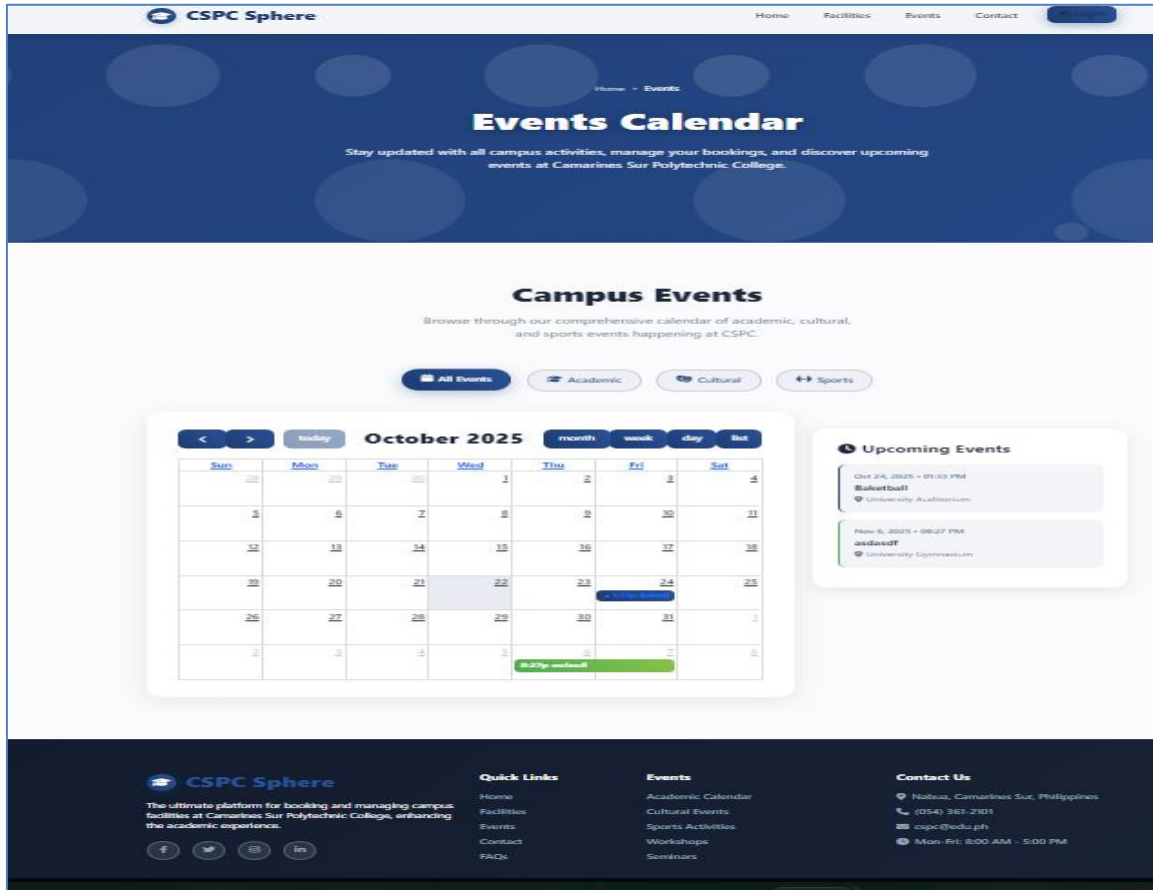 CSPC Sphere
Home Facilities Events Contact Login
Home - Events
Events Calendar
Stay updated with all campus activities, manage your bookings, and discover upcoming
events at Camarines Sur Polytechnic College.
Campus Events
Browse through our comprehensive calendar of academic, cultural,
and sports events happening at CSPC.
All Events Academic Cultural Sports
< > today October 2025 month week day list
Sun Mon Tue Wed Thu Fri Sat
28 29 30 1 2 3 4
5 6 7 8 9 10 11
12 13 14 15 16 17 18
19 20 21 22 23 24 25
26 27 28 29 30 31 1
2 3 4 5 6 7 8
8:27p asdasdf
Upcoming Events
Oct 24, 2025 • 01:33 PM
Baketball
University Auditorium
Nov 6, 2025 • 08:27 PM
asdasdf
University Gymnasium
CSPC Sphere
The ultimate platform for booking and managing campus
facilities at Camarines Sur Polytechnic College, enhancing
the academic experience.
Quick Links
Home
Facilities
Events
Contact
FAQs
Events
Academic Calendar
Cultural Events
Sports Activities
Workshops
Seminars
Contact Us
Nabua, Camarines Sur, Philippines
(054) 361-2101
cspc@edu.ph
Mon-Fri: 8:00 AM - 5:00 PM